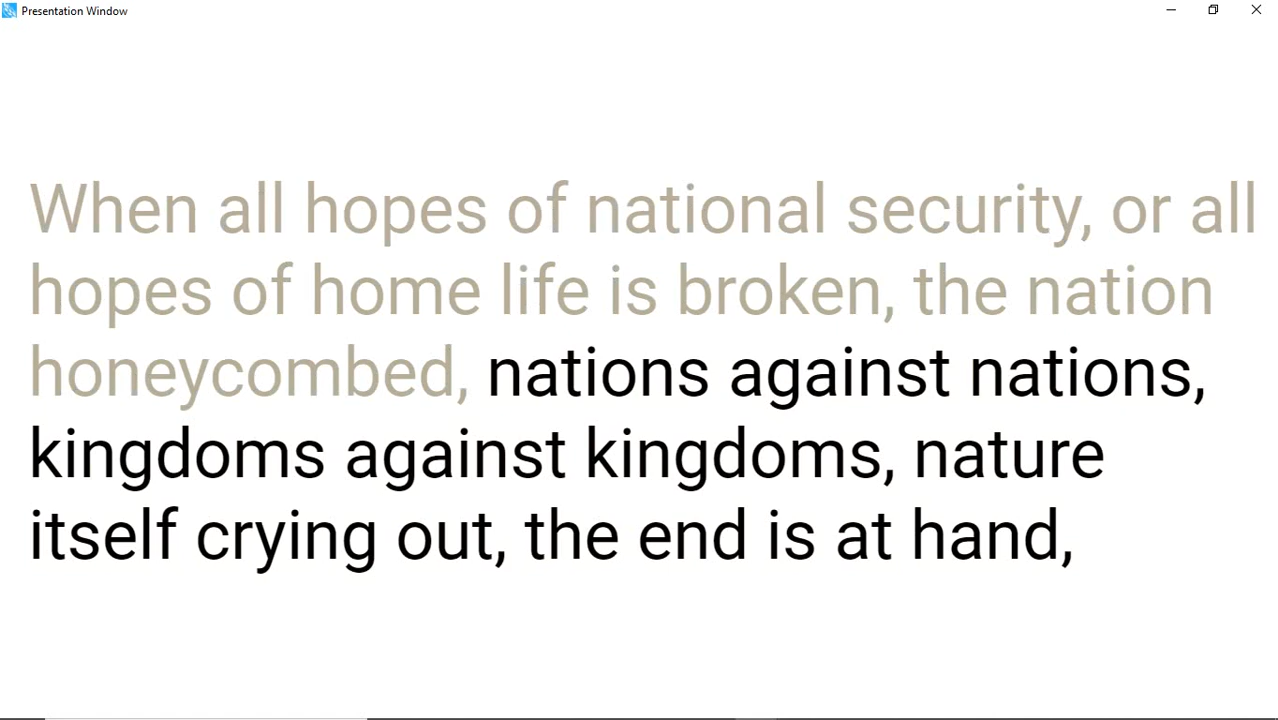 Presentation Window
When all hopes of national security, or all
hopes of home life is broken, the nation
honeycombed, nations against nations,
kingdoms against kingdoms, nature
itself crying out, the end is at hand,